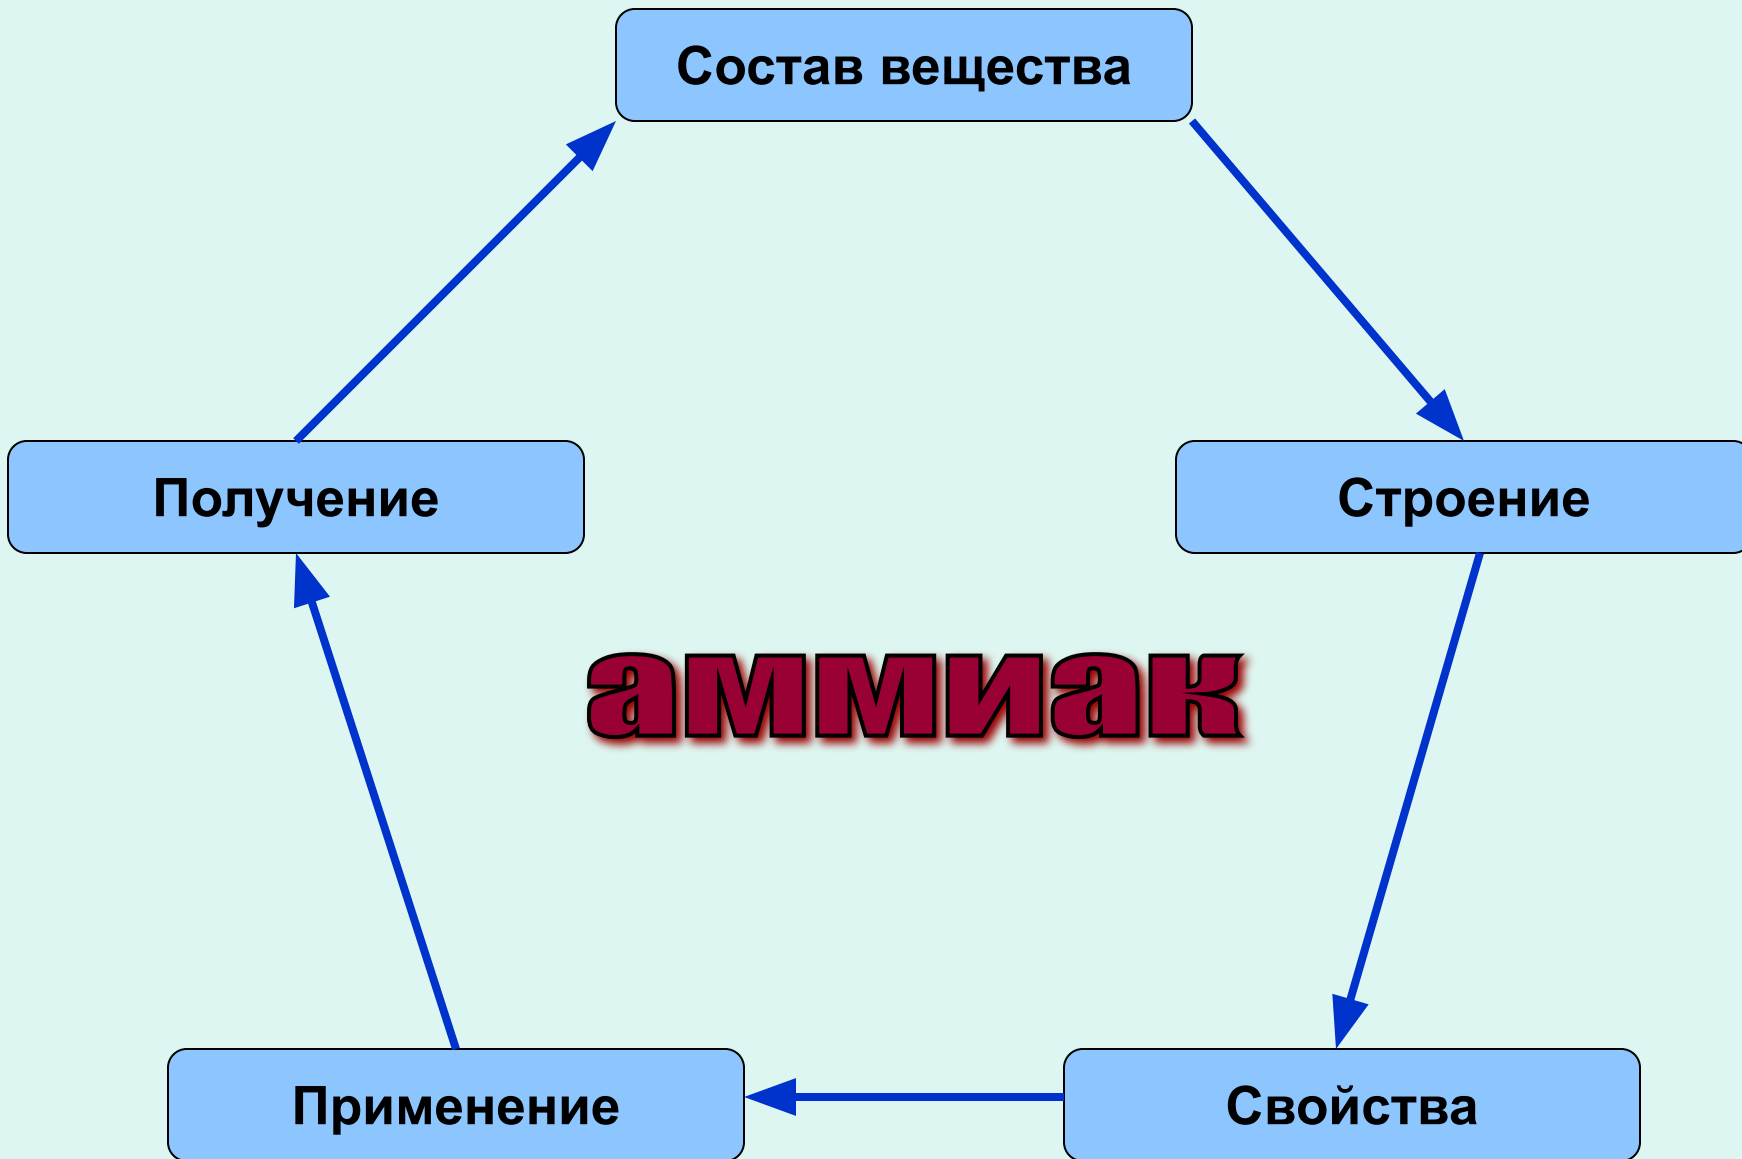 Состав вещества
Получение
Строение
аммиак
Применение
Свойства